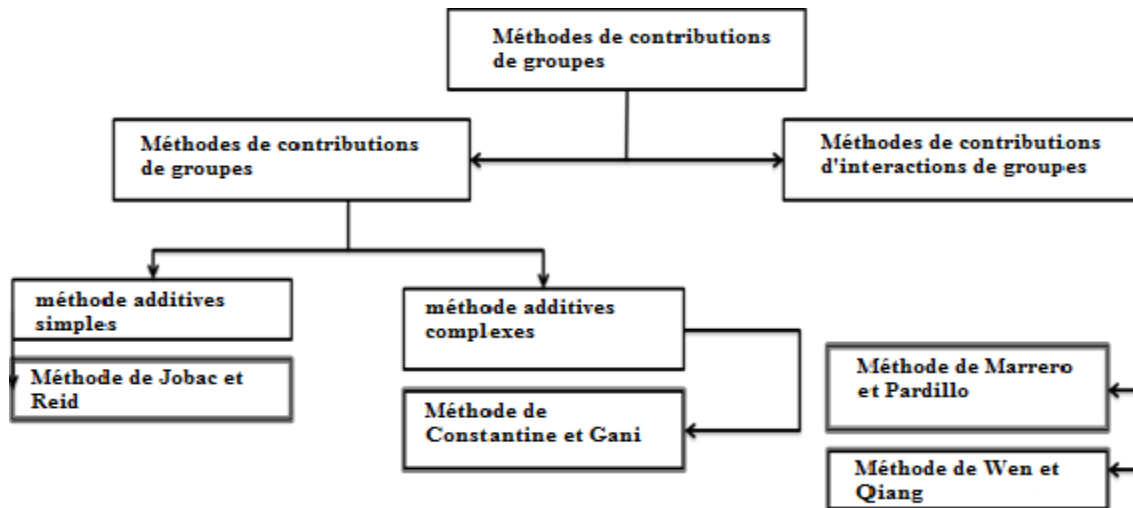 Méthodes de contributions
de groupes
Méthodes de contributions
de groupes
Méthodes de contributions
d'interactions de groupes
méthode additives
simples
méthode additives
complexes
Méthode de Jobac et
Reid
Méthode de
Constantine et Gani
Méthode de Marrero
et Pardillo
Méthode de Wen et
Qiang